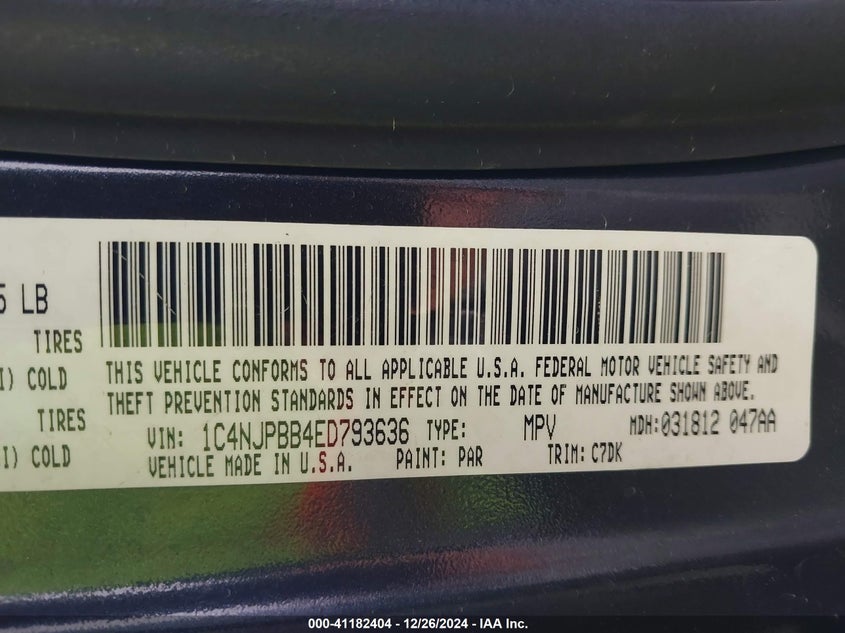 5 LB
TIRES
I) COLD
TIRES
I) COLD
THIS VEHICLE CONFORMS TO ALL APPLICABLE U.S.A. FEDERAL MOTOR VEHICLE SAFETY AND
THEFT PREVENTION STANDARDS IN EFFECT ON THE DATE OF MANUFACTURE SHOWN ABOVE.
VIN: 1C4NJPBB4ED793636 TYPE: MPV MDH:031812 047AA
VEHICLE MADE IN U.S.A. PAINT: PAR TRIM: C7DK
000-41182404 - 12/26/2024 - IAA Inc.